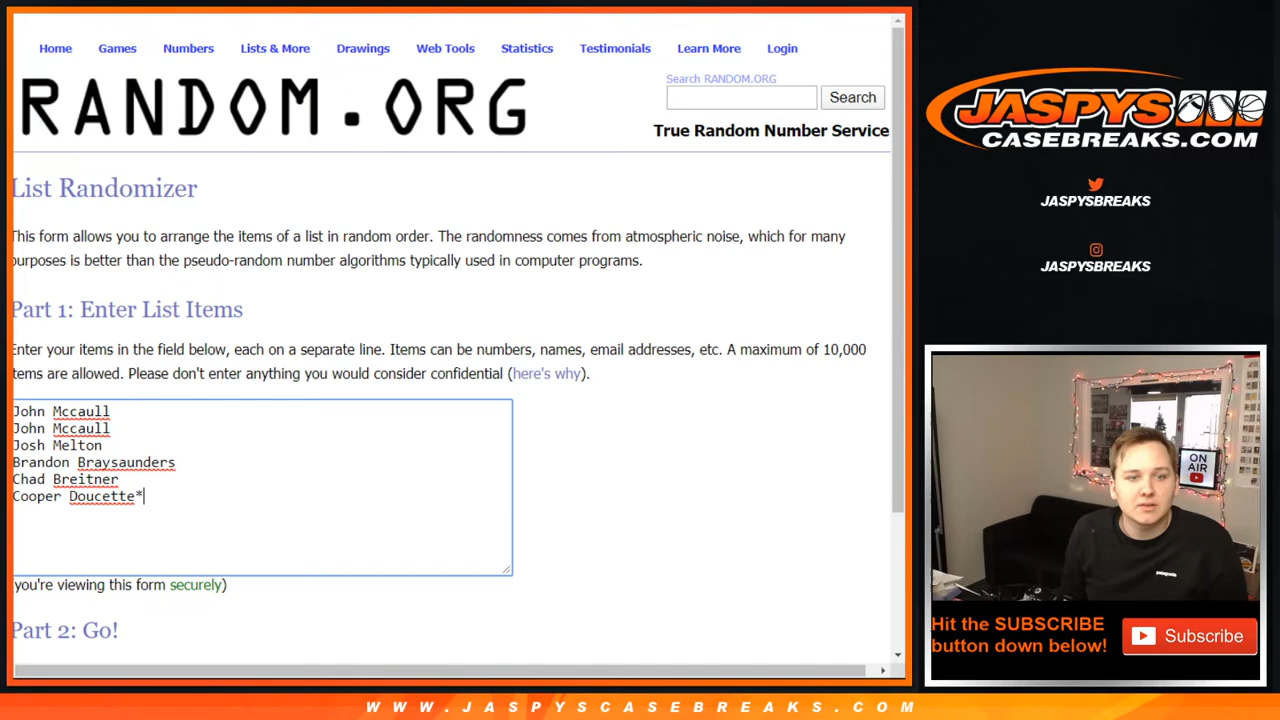 Home Games Numbers Lists & More Drawings Web Tools Statistics Testimonials Learn More Login
RANDOM.ORG
Search RANDOM.ORG
Search
True Random Number Service
List Randomizer
This form allows you to arrange the items of a list in random order. The randomness comes from atmospheric noise, which for many
purposes is better than the pseudo-random number algorithms typically used in computer programs.
Part 1: Enter List Items
Enter your items in the field below, each on a separate line. Items can be numbers, names, email addresses, etc. A maximum of 10,000
items are allowed. Please don't enter anything you would consider confidential (here's why).
John Mccaull
John Mccaull
Josh Melton
Brandon Braysaunders
Chad Breitner
Cooper Doucette*
you're viewing this form securely)
Part 2: Go!
JASPYS
CASEBREAKS.COM
JASPYSBREAKS
JASPYSBREAKS
ON
AIR
patagonia
Hit the SUBSCRIBE
button down below!
Subscribe
WWW.JASPYSCASEBREAKS.COM